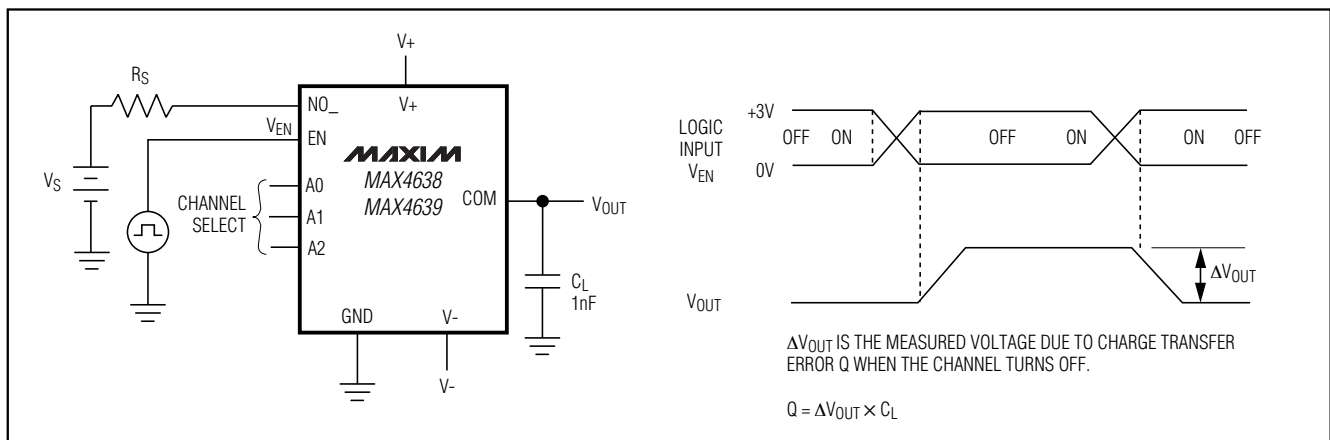 V+
RS
NO_
V+
VEN
EN
MAXIM
MAX4638
MAX4639
VS
A0
CHANNEL
SELECT
A1
A2
COM
VOUT
CL
1nF
GND
V-
V-
LOGIC
INPUT
VEN
+3V
0V
OFF ON OFF ON ON OFF
VOUT
ΔVOUT
ΔVOUT IS THE MEASURED VOLTAGE DUE TO CHARGE TRANSFER
ERROR Q WHEN THE CHANNEL TURNS OFF.
Q = ΔVOUT × CL